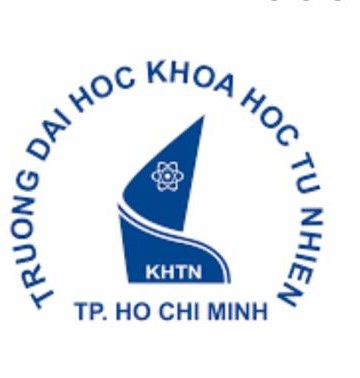 TRUONG DAI HOC KHOA HOC TU NHIEN
KHTN
TP. HO CHI MINH